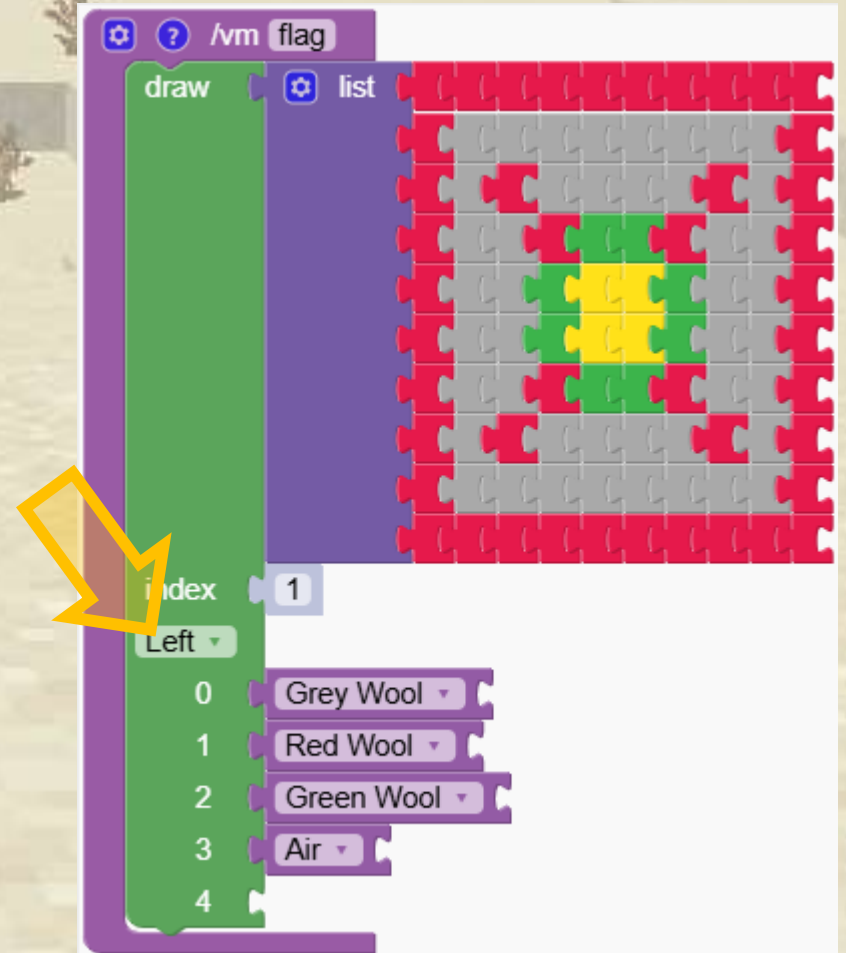 ? /vm flag
draw list
index 1
Left
0 Grey Wool
1 Red Wool
2 Green Wool
3 Air
4